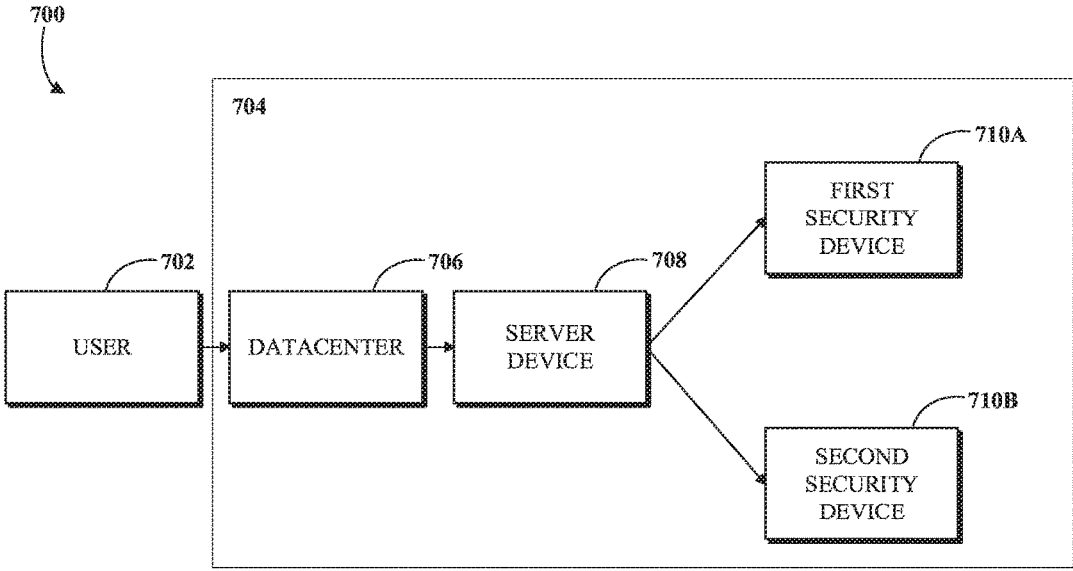 700
704
710A
FIRST
SECURITY
DEVICE
702
706
708
USER
DATACENTER
SERVER
DEVICE
710B
SECOND
SECURITY
DEVICE